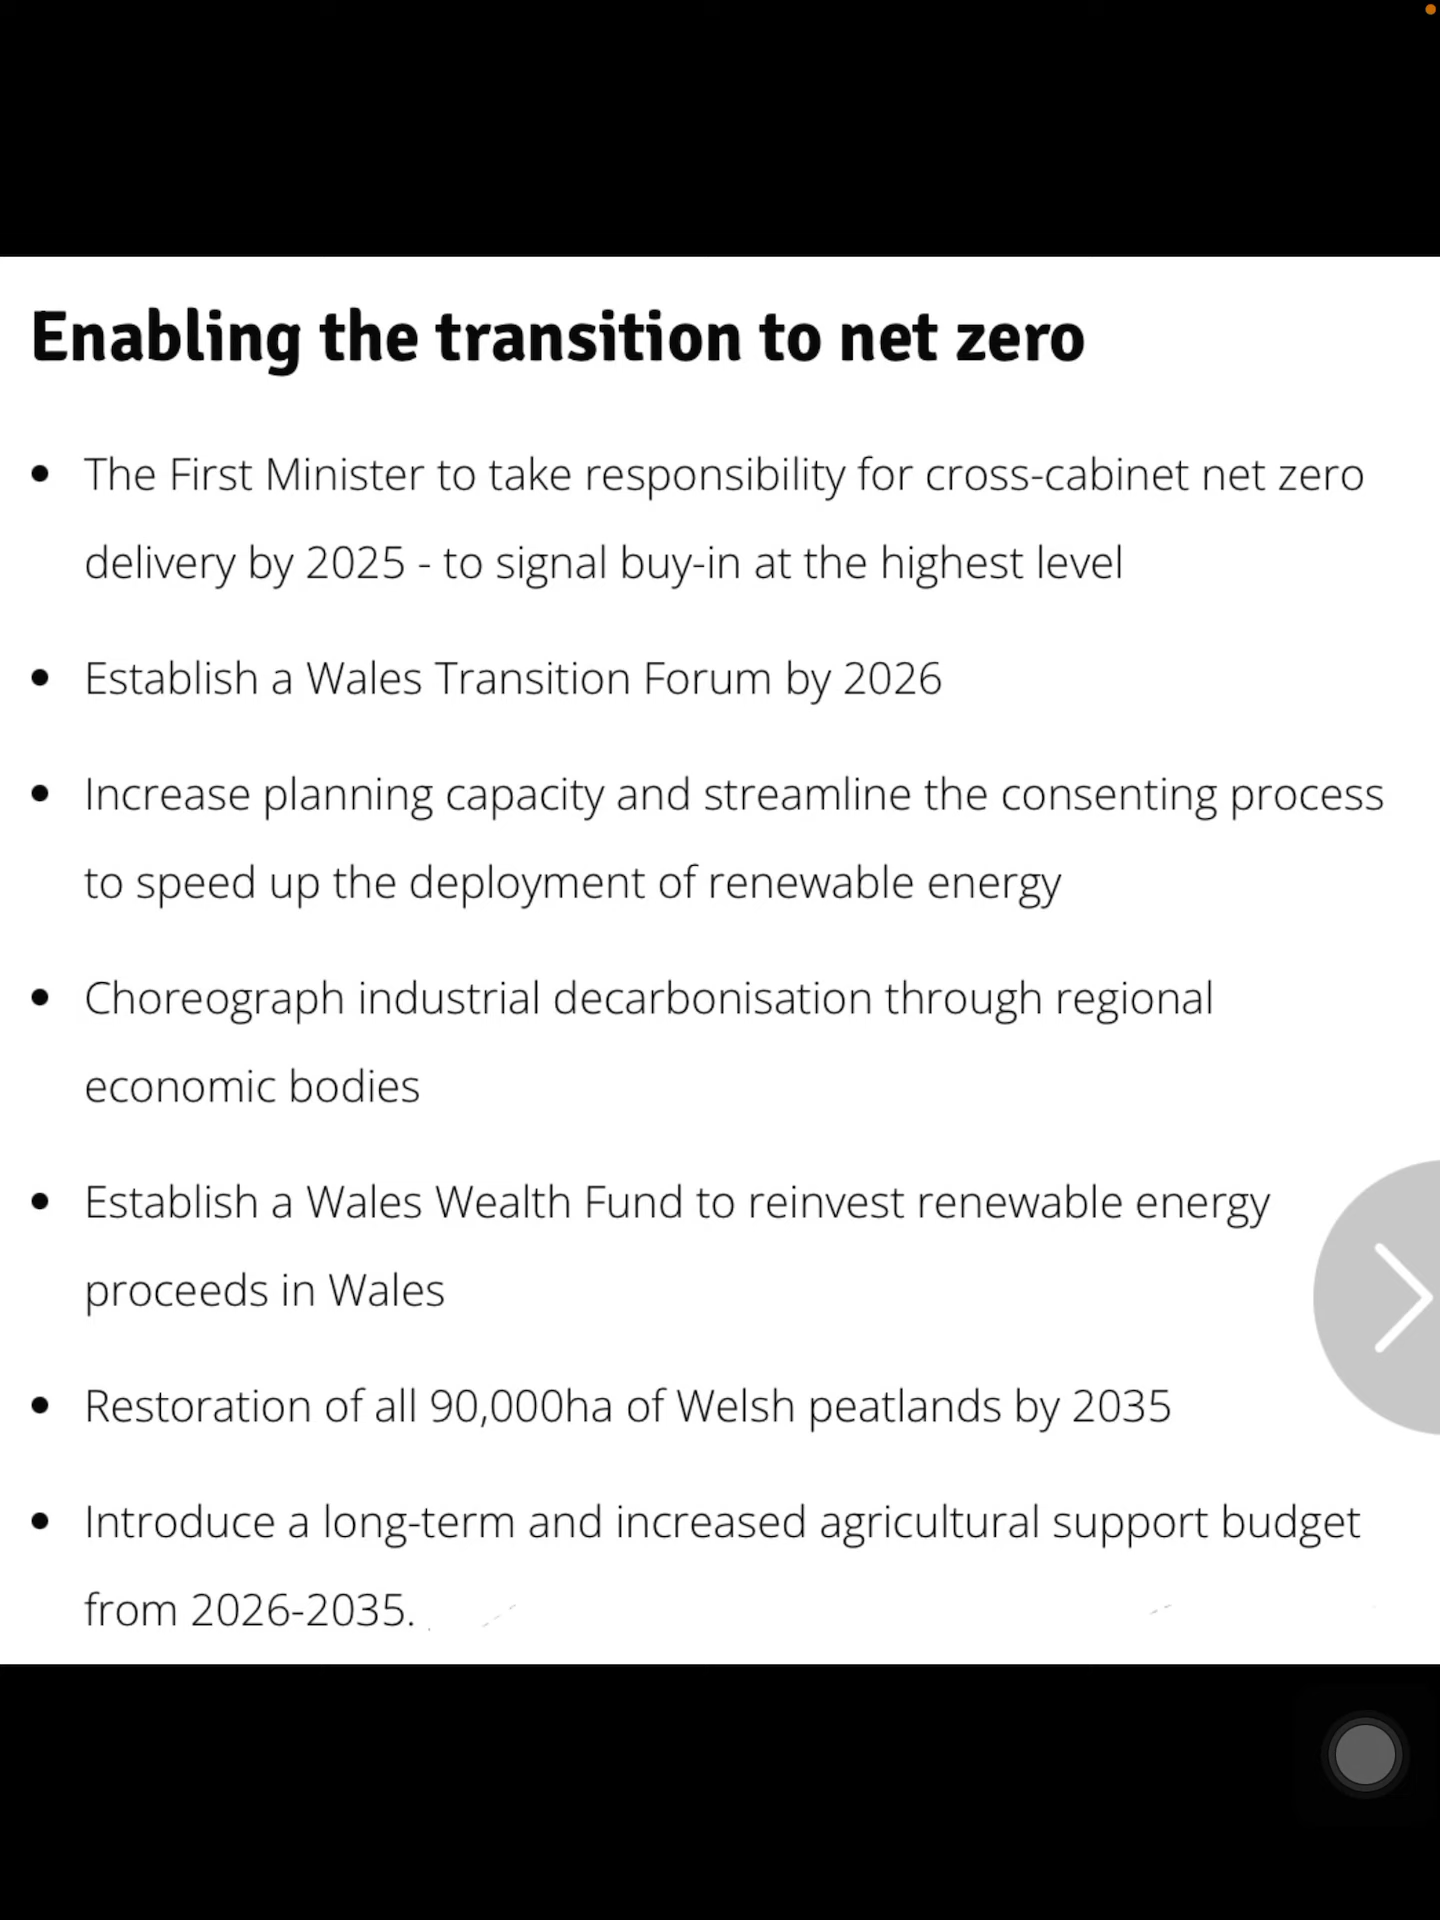 Enabling the transition to net zero
• The First Minister to take responsibility for cross-cabinet net zero
delivery by 2025 - to signal buy-in at the highest level
• Establish a Wales Transition Forum by 2026
• Increase planning capacity and streamline the consenting process
to speed up the deployment of renewable energy
• Choreograph industrial decarbonisation through regional
economic bodies
• Establish a Wales Wealth Fund to reinvest renewable energy
proceeds in Wales
• Restoration of all 90,000ha of Welsh peatlands by 2035
• Introduce a long-term and increased agricultural support budget
from 2026-2035.